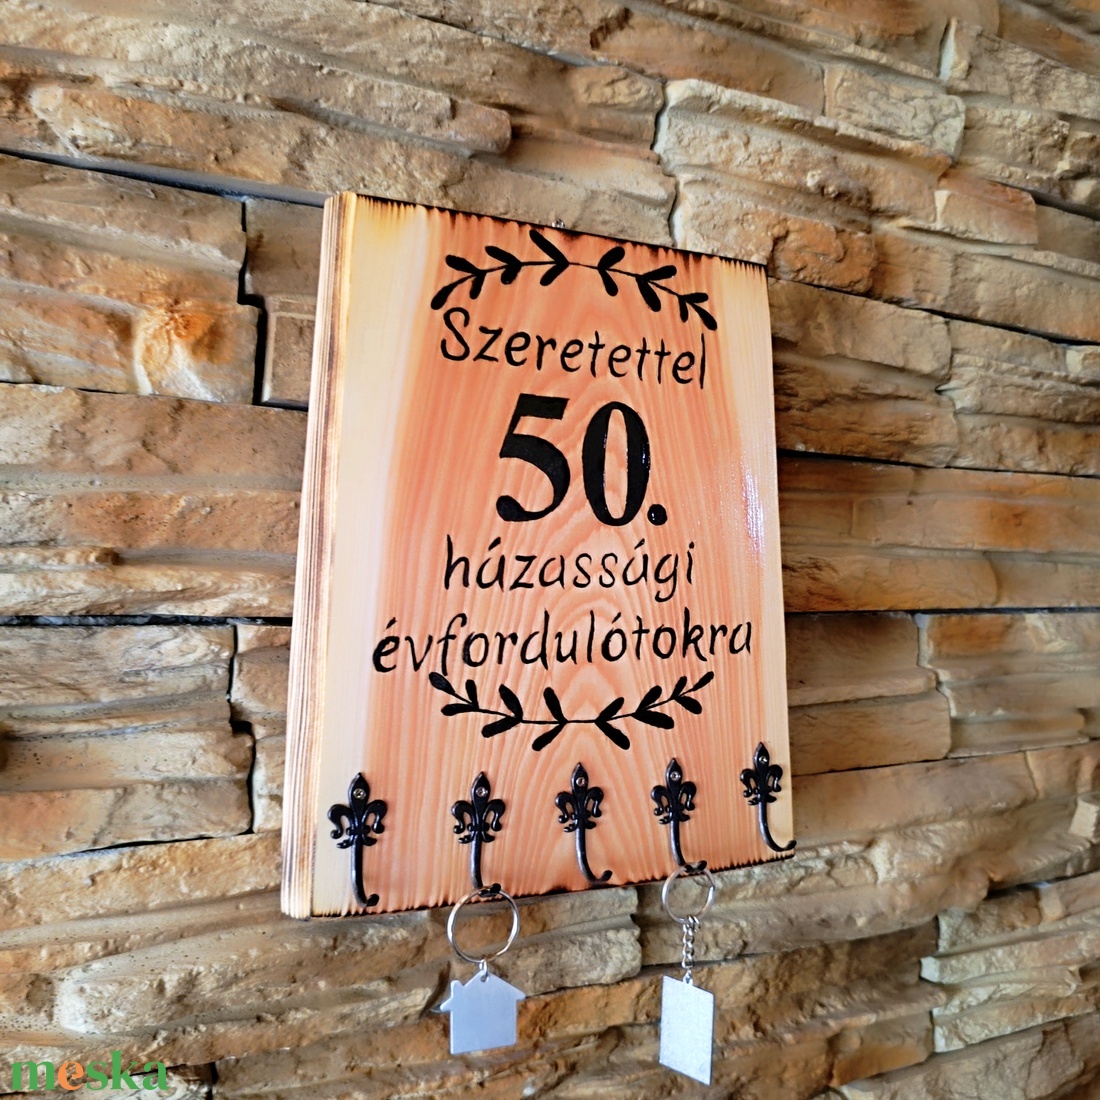 Szeretettel
50.
házassági
évfordulótokra
meska